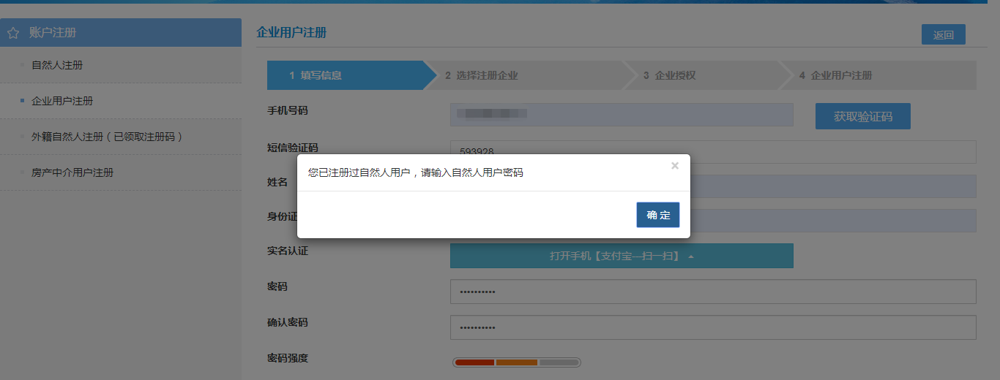 账户注册
自然人注册
企业用户注册
外籍自然人注册（已领取注册码）
房产中介用户注册
企业用户注册
返回
1 填写信息
2 选择注册企业
3 企业授权
4 企业用户注册
手机号码
获取验证码
短信验证码
593928
姓名
身份证
您已注册过自然人用户，请输入自然人用户密码
×
确 定
实名认证
打开手机【支付宝—扫一扫】
密码
••••••••••
确认密码
••••••••••
密码强度